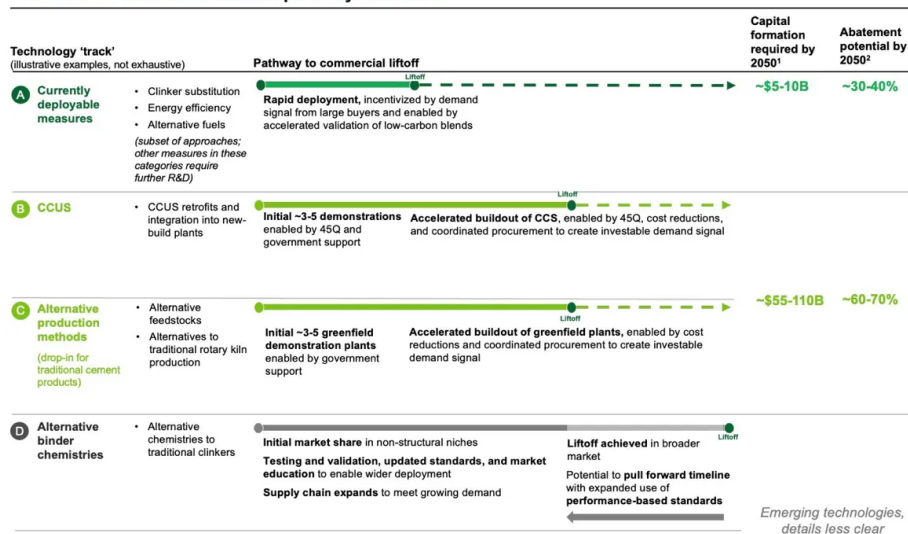 Technology ‘track’
(illustrative examples, not exhaustive)
Pathway to commercial liftoff
Capital
formation
required by
2050¹
Abatement
potential by
2050²
A
Currently
deployable
measures
• Clinker substitution
• Energy efficiency
• Alternative fuels
(subset of approaches;
other measures in these
categories require
further R&D)
Liftoff
Rapid deployment, incentivized by demand
signal from large buyers and enabled by
accelerated validation of low-carbon blends
~$5-10B
~30-40%
B
CCUS
• CCUS retrofits and
integration into new-
build plants
Liftoff
Initial ~3-5 demonstrations
enabled by 45Q and
government support
Accelerated buildout of CCS, enabled by 45Q, cost reductions,
and coordinated procurement to create investable demand signal
~$55-110B
~60-70%
C
Alternative
production
methods
(drop-in for
traditional cement
products)
• Alternative
feedstocks
• Alternatives to
traditional rotary kiln
production
Liftoff
Initial ~3-5 greenfield
demonstration plants
enabled by government
support
Accelerated buildout of greenfield plants, enabled by cost
reductions and coordinated procurement to create investable
demand signal
D
Alternative
binder
chemistries
• Alternative
chemistries to
traditional clinkers
Liftoff
Initial market share in non-structural niches
Testing and validation, updated standards, and market
education to enable wider deployment
Supply chain expands to meet growing demand
Liftoff achieved in broader
market
Potential to pull forward timeline
with expanded use of
performance-based standards
Emerging technologies,
details less clear